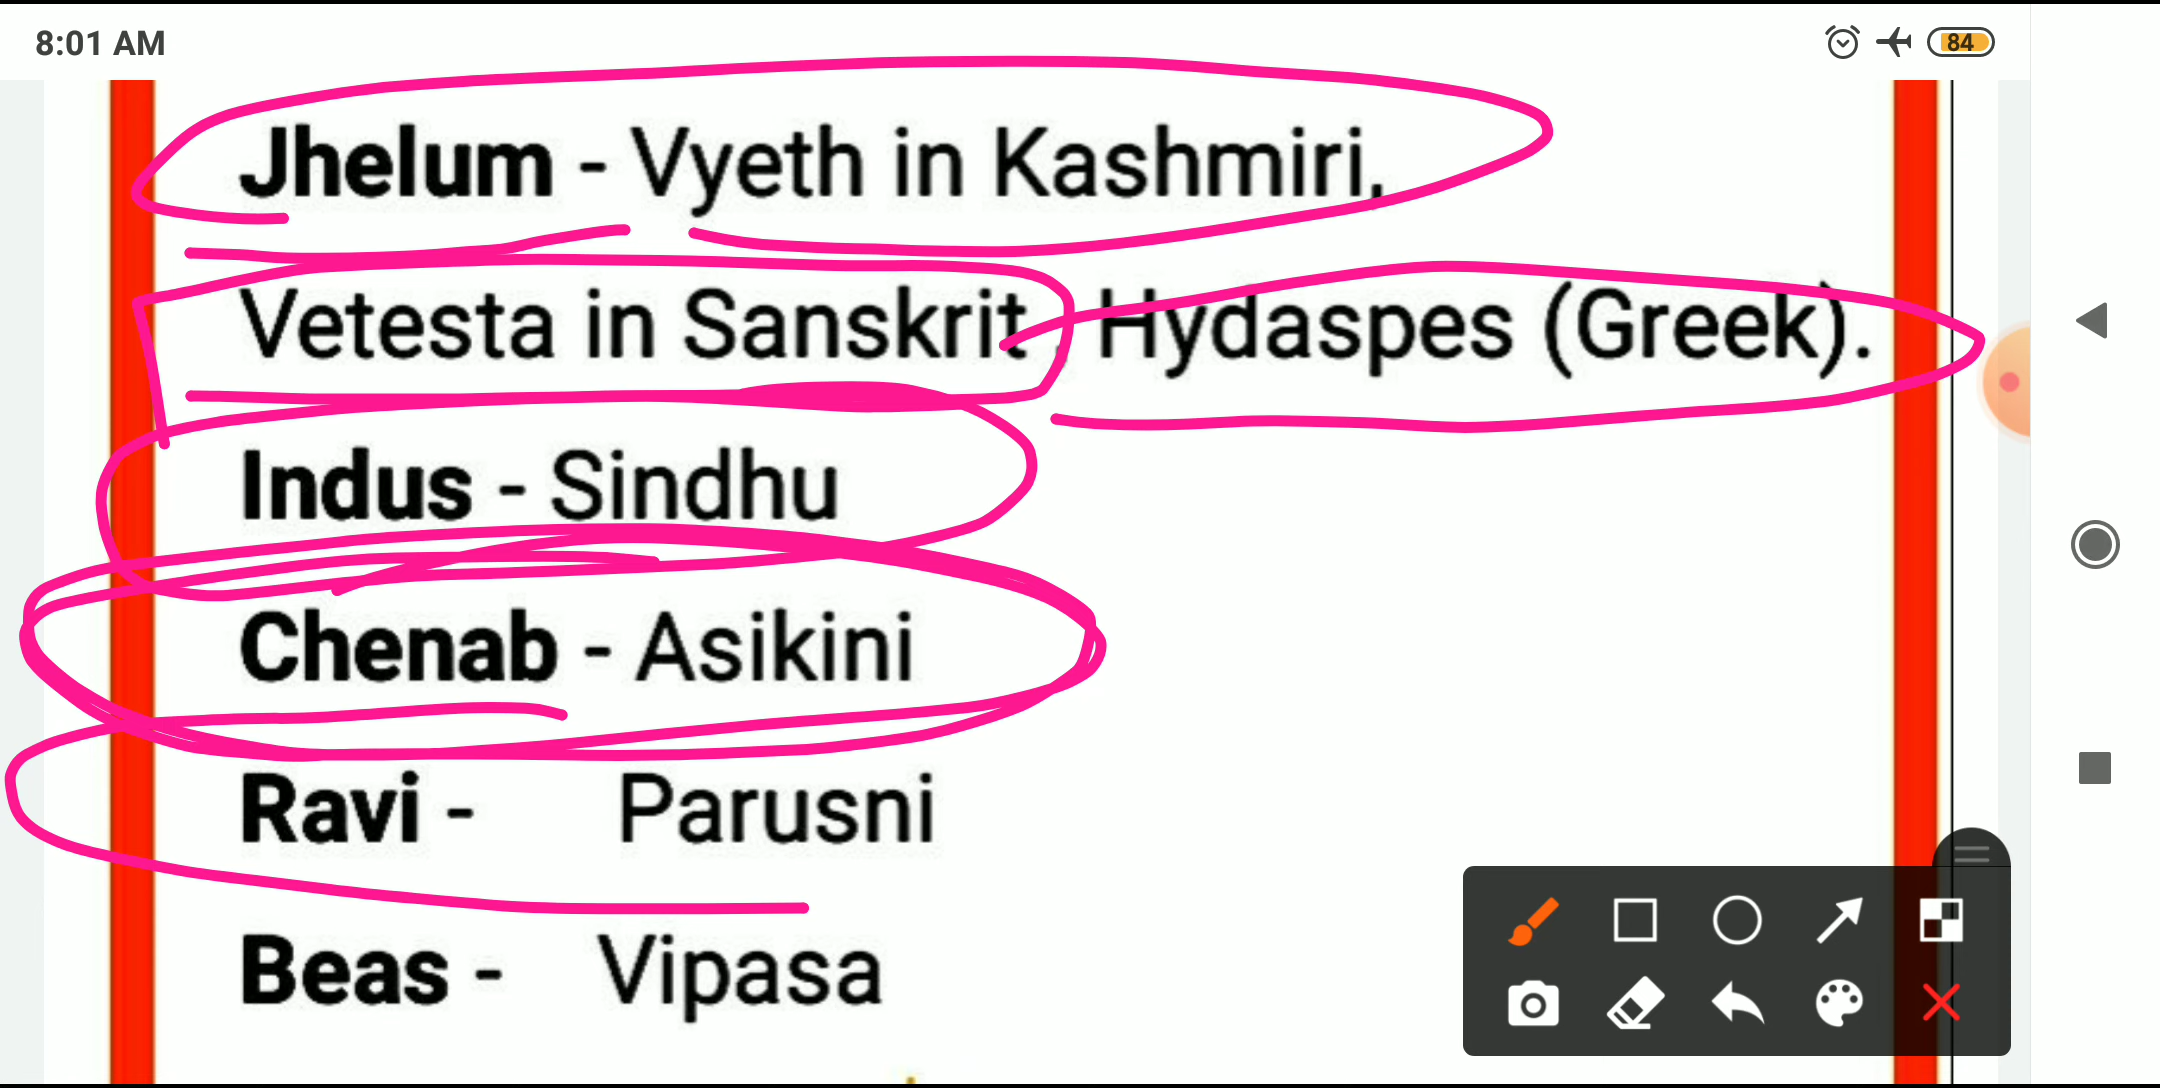 8:01 AM
84
Jhelum - Vyeth in Kashmiri,
Vetesta in Sanskrit, Hydaspes (Greek).
Indus - Sindhu
Chenab - Asikini
Ravi - Parusni
Beas - Vipasa